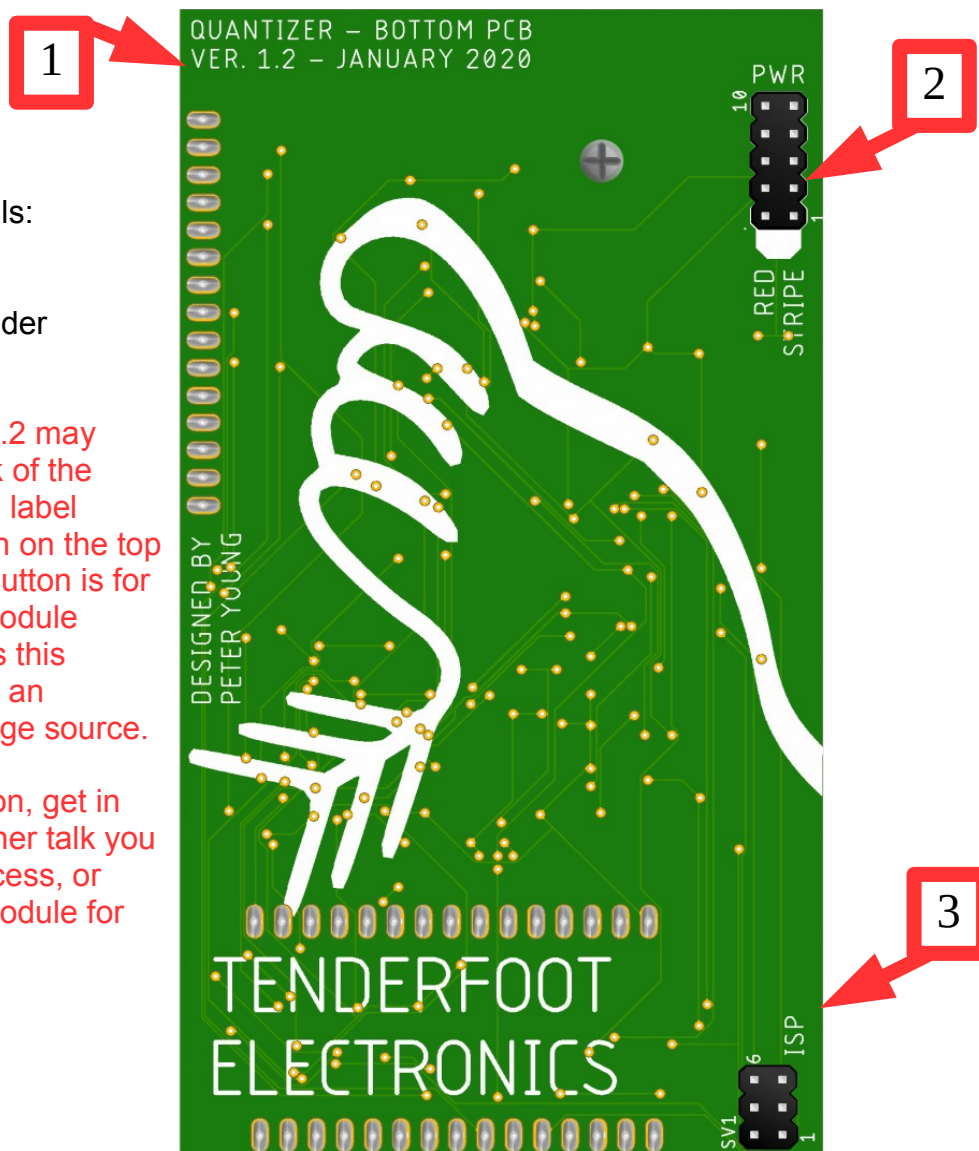 1
QUANTIZER – BOTTOM PCB
VER. 1.2 – JANUARY 2020
2
PWR
10
1
RED
STRIPE
ls:
der
.2 may
k of the
label
n on the top
utton is for
odule
s this
an
ge source.
on, get in
her talk you
cess, or
odule for
DESIGNED BY
PETER YOUNG
3
TENDERFOOT
ELECTRONICS
ISP
6
SV1
1